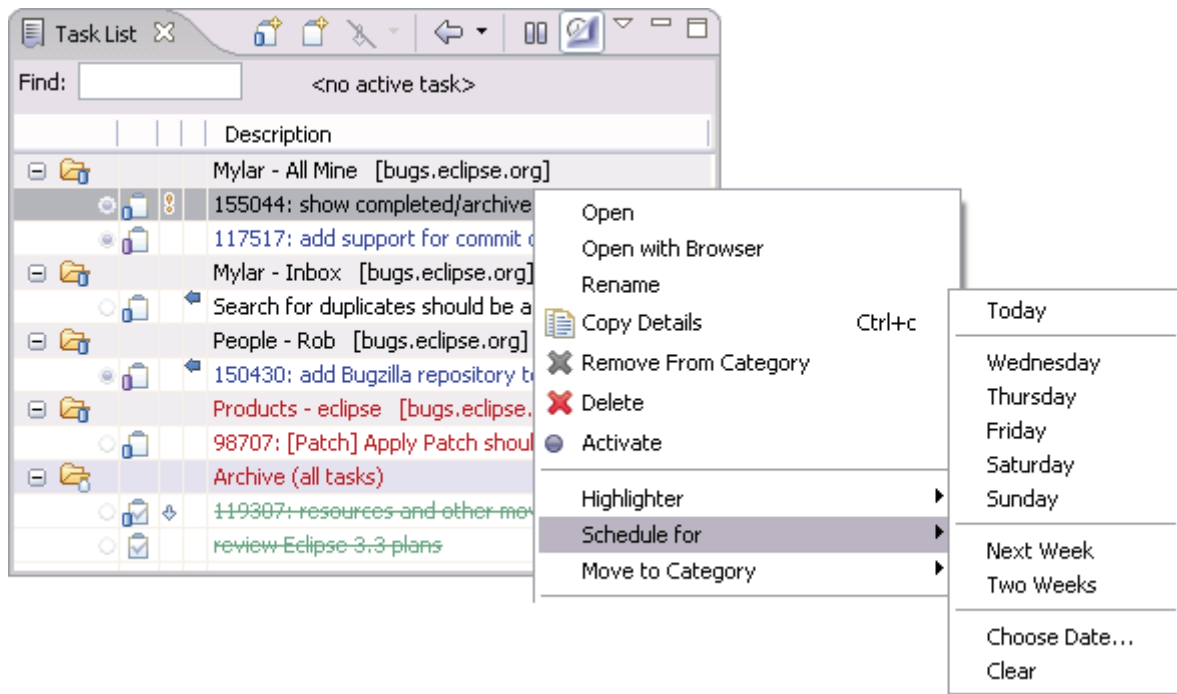 Task List
Find:
<no active task>
Description
Mylar - All Mine [bugs.eclipse.org]
155044: show completed/archive
117517: add support for commit
Mylar - Inbox [bugs.eclipse.org]
Search for duplicates should be a
People - Rob [bugs.eclipse.org]
150430: add Bugzilla repository
Products - eclipse [bugs.eclipse.
98707: [Patch] Apply Patch shoul
Archive (all tasks)
119307: resources and other mov
review Eclipse 3.3 plans
Open
Open with Browser
Rename
Copy Details Ctrl+c
Remove From Category
Delete
Activate
Highlighter
Schedule for
Move to Category
Today
Wednesday
Thursday
Friday
Saturday
Sunday
Next Week
Two Weeks
Choose Date...
Clear